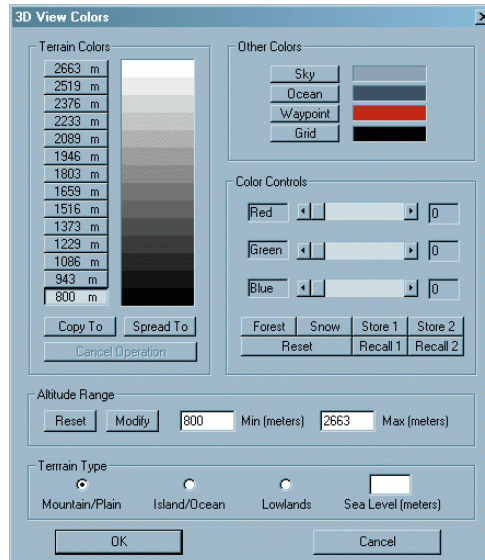 3D View Colors
Terrain Colors
2663 m
2519 m
2376 m
2233 m
2089 m
1946 m
1803 m
1659 m
1516 m
1373 m
1229 m
1086 m
943 m
800 m
Copy To Spread To
Cancel Operation
Other Colors
Sky
Ocean
Waypoint
Grid
Color Controls
Red 0
Green 0
Blue 0
Forest Snow Store 1 Store 2
Reset Recall 1 Recall 2
Altitude Range
Reset Modify 800 Min (meters) 2663 Max (meters)
Terrain Type
Mountain/Plain Island/Ocean Lowlands Sea Level (meters)
OK Cancel